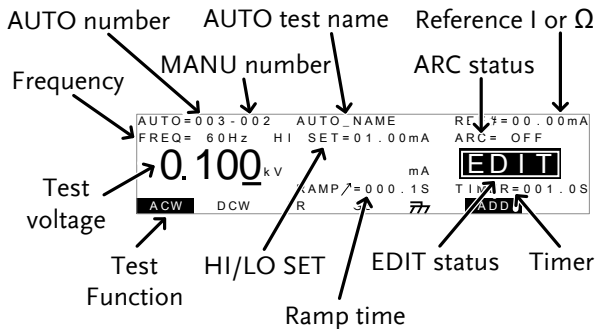 AUTO number AUTO test name Reference I or Ω
MANU number ARC status
Frequency
AUTO=003-002 AUTO_NAME =00.00mA
FREQ= 60Hz HI SET=01.00mA ARC= OFF
0.100kV mA EDIT
=000.1S =001.0S
ACW DCW ADD
Test voltage
Test Function
HI/LO SET
EDIT status
Timer
Ramp time